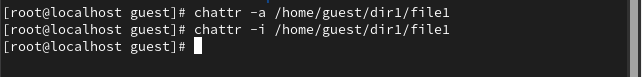 [root@localhost guest]# chattr -a /home/guest/dir1/file1
[root@localhost guest]# chattr -i /home/guest/dir1/file1
[root@localhost guest]#